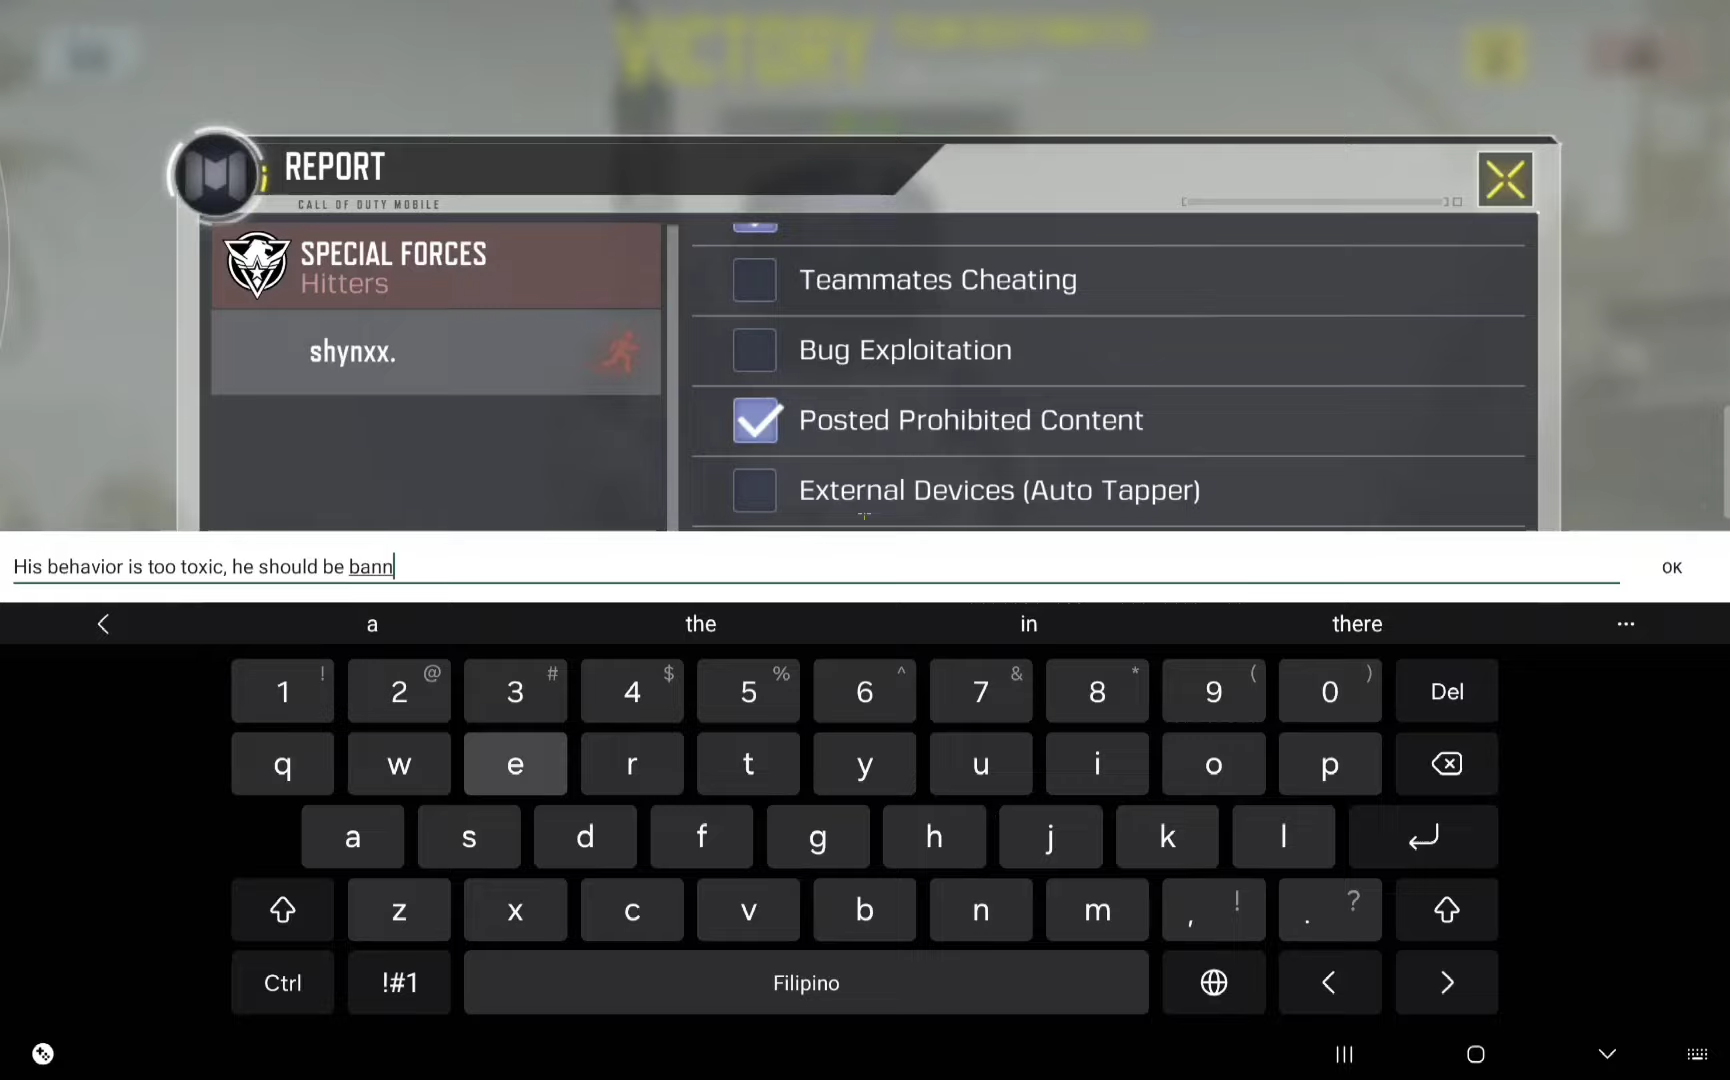 VICTORY
REPORT
CALL OF DUTY MOBILE
SPECIAL FORCES
Hitters
shynxx.
Teammates Cheating
Bug Exploitation
Posted Prohibited Content
External Devices (Auto Tapper)
His behavior is too toxic, he should be bann
OK
a the in there ...
! @ # $ % ^ & * ( )
1 2 3 4 5 6 7 8 9 0 Del
q w e r t y u i o p
a s d f g h j k l
z x c v b n m , ! . ?
Ctrl !#1 Filipino < >